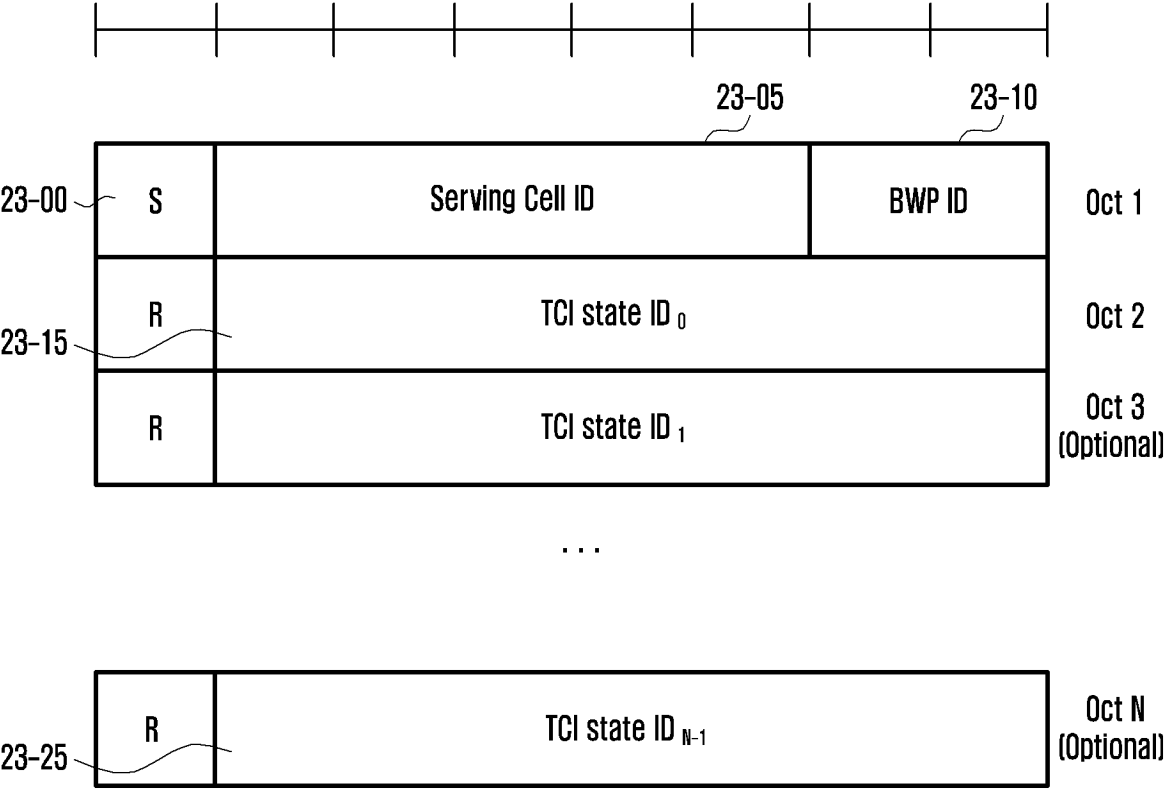 23-05 23-10
23-00 S Serving Cell ID BWP ID Oct 1
R TCI state ID 0 Oct 2
23-15
R TCI state ID 1 Oct 3
(Optional)
...
R TCI state ID N-1 Oct N
(Optional)
23-25